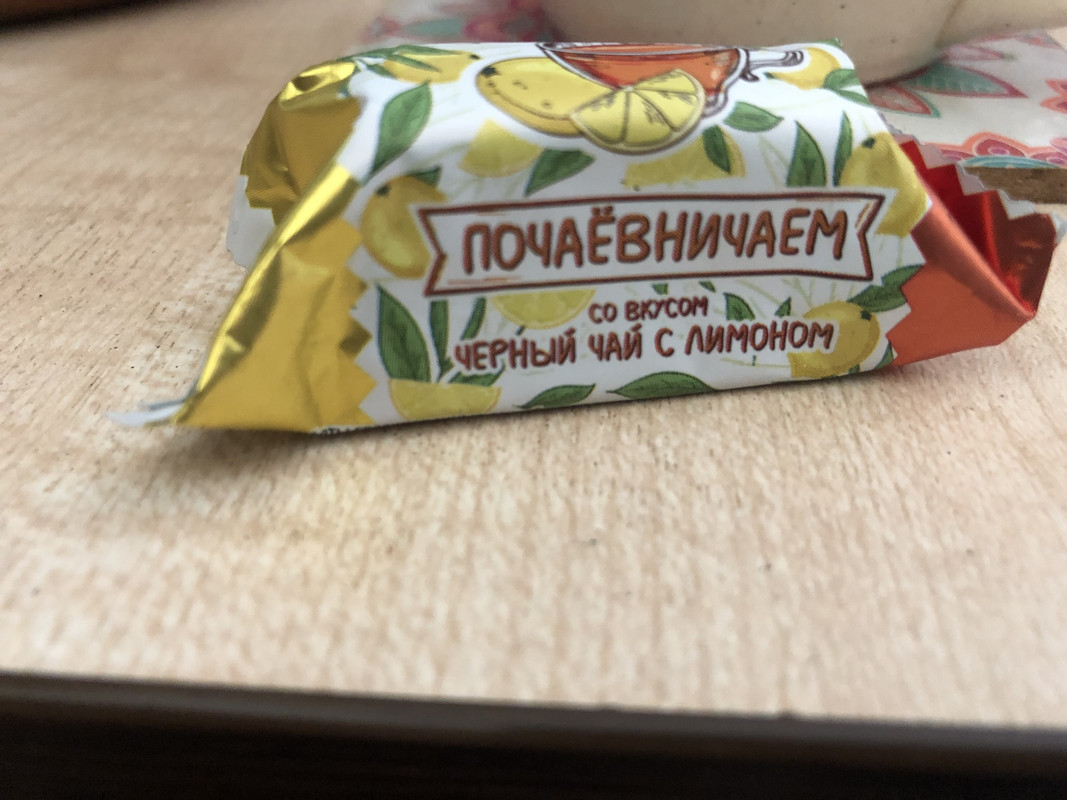 ПОЧАЁВНИЧАЕМ
СО ВКУСОМ
ЧЕРНЫЙ ЧАЙ С ЛИМОНОМ